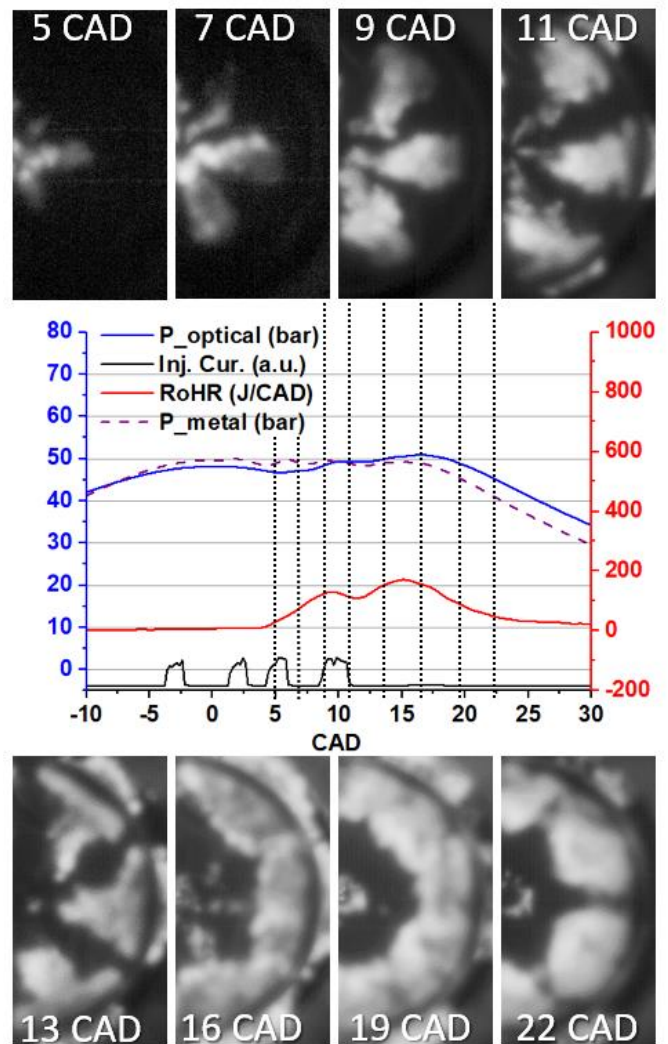 5 CAD 7 CAD 9 CAD 11 CAD
P_optical (bar)
Inj. Cur. (a.u.)
RoHR (J/CAD)
P_metal (bar)
80
70
60
50
40
30
20
10
0
1000
800
600
400
200
0
-200
-10 -5 0 5 10 15 20 25 30
CAD
13 CAD 16 CAD 19 CAD 22 CAD